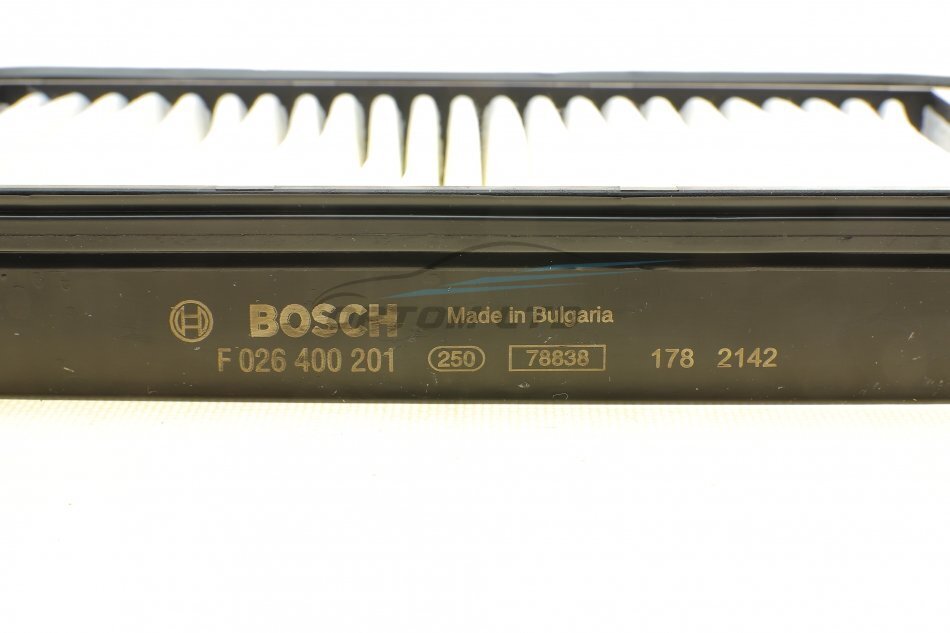 BOSCH Made in Bulgaria
F 026 400 201 250 78838 178 2142